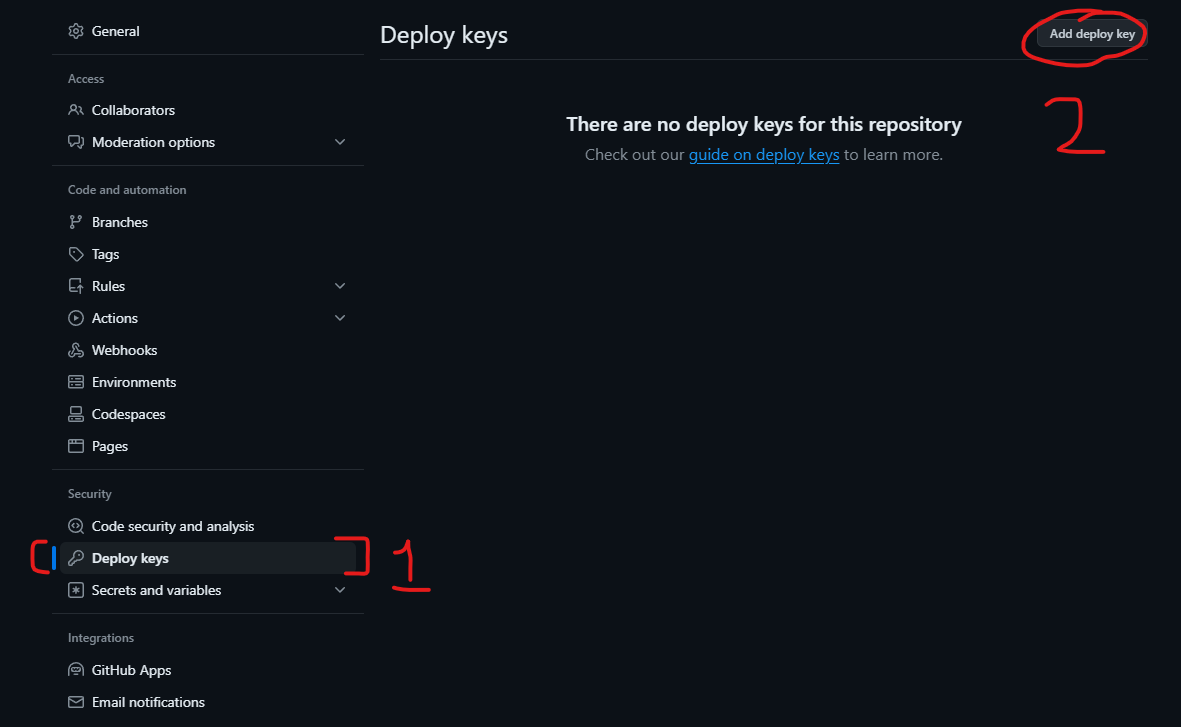 General
Access
Collaborators
Moderation options
Code and automation
Branches
Tags
Rules
Actions
Webhooks
Environments
Codespaces
Pages
Security
Code security and analysis
Deploy keys
1
Secrets and variables
Integrations
GitHub Apps
Email notifications
Deploy keys
Add deploy key
2
There are no deploy keys for this repository
Check out our guide on deploy keys to learn more.